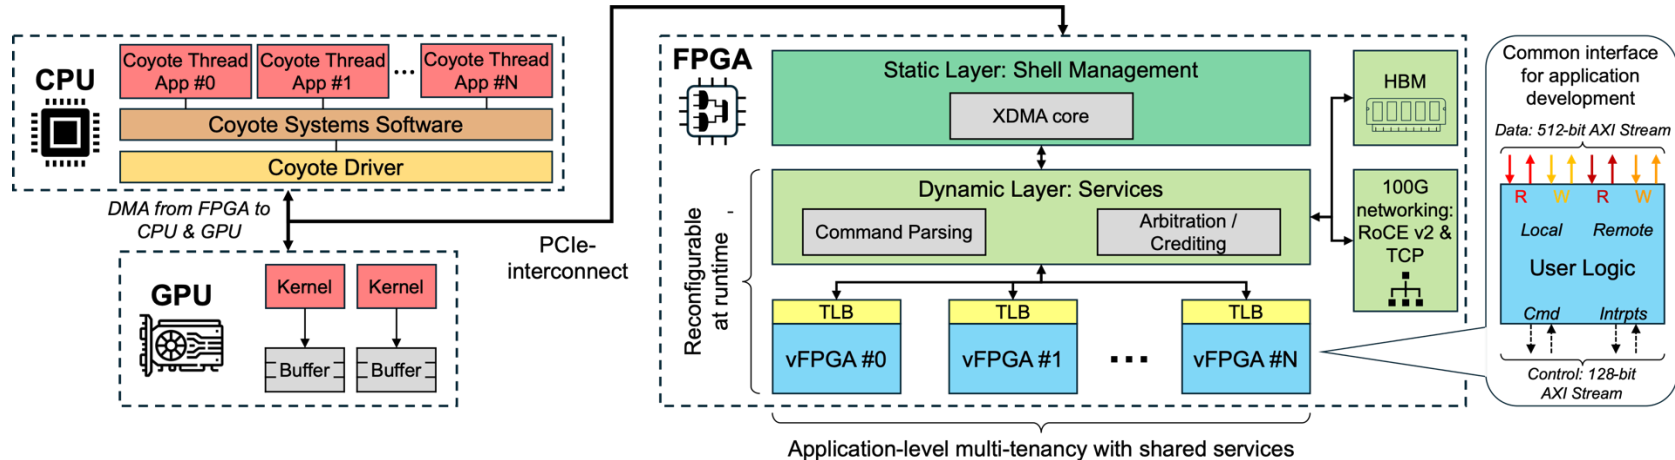 CPU
Coyote Thread
App #0
Coyote Thread
App #1
...
Coyote Thread
App #N
Coyote Systems Software
Coyote Driver
DMA from FPGA to
CPU & GPU
PCIe-
interconnect
GPU
Kernel
Kernel
Buffer
Buffer
FPGA
Static Layer: Shell Management
XDMA core
Reconfigurable
at runtime
Dynamic Layer: Services
Command Parsing
Arbitration /
Crediting
TLB
vFPGA #0
TLB
vFPGA #1
...
TLB
vFPGA #N
HBM
100G
networking:
RoCE v2 &
TCP
Application-level multi-tenancy with shared services
Common interface
for application
development
Data: 512-bit AXI Stream
R W R W
Local Remote
User Logic
Cmd Intrpts
Control: 128-bit
AXI Stream